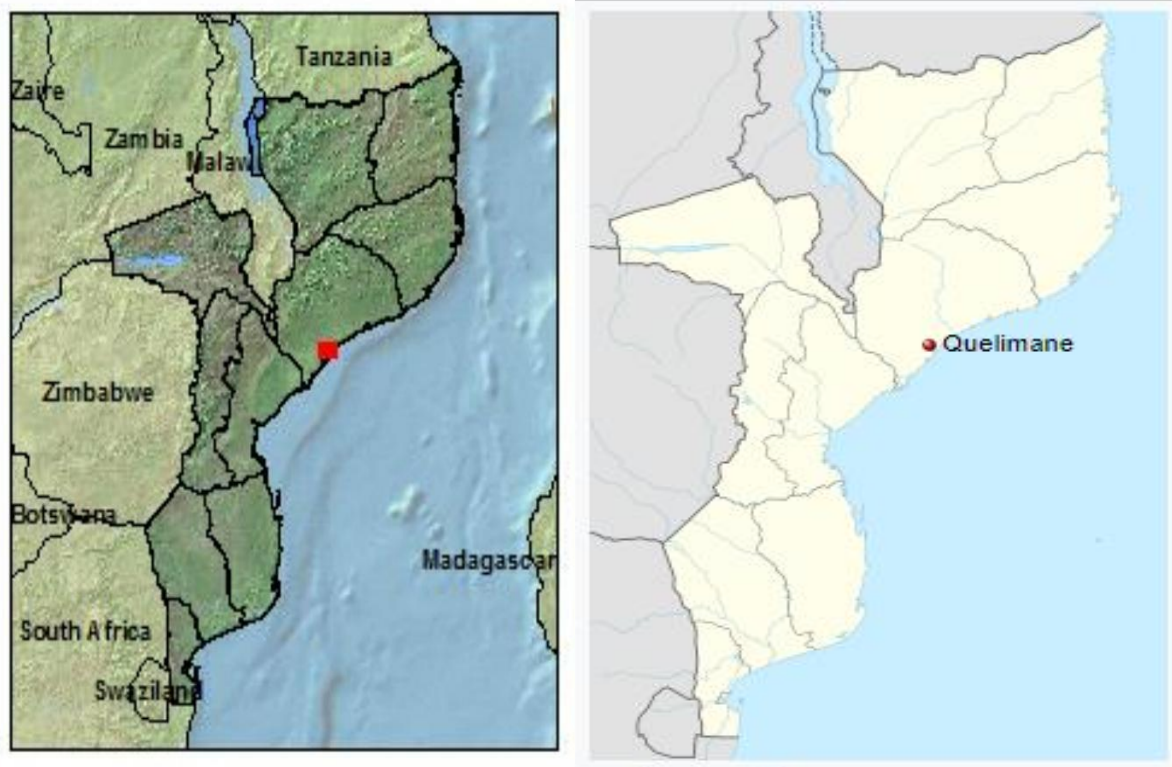 Tanzania
Zaire
Zambia
Malawi
Zimbabwe
Botswana
Madagascar
South Africa
Swaziland
Quelimane